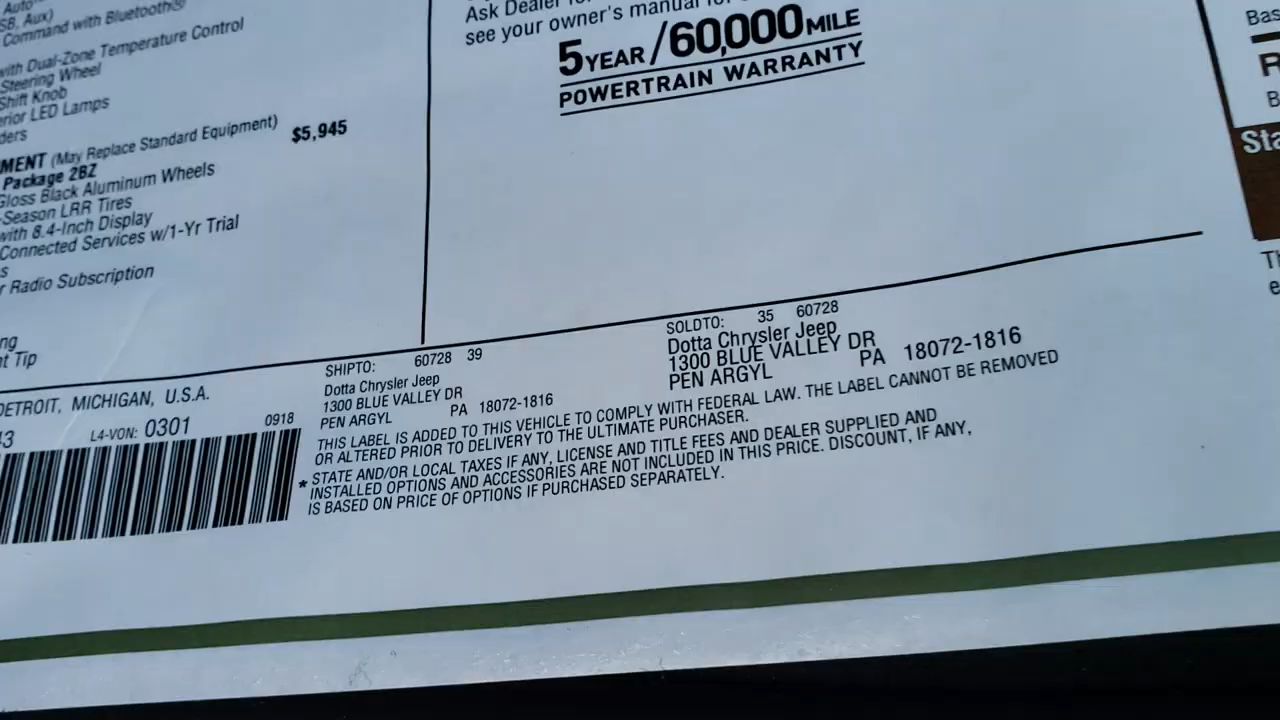 Auto
SB, Aux)
Command with Bluetooth®
with Dual-Zone Temperature Control
Steering Wheel
Shift Knob
erior LED Lamps
ders
MENT (May Replace Standard Equipment)
$5,945
Package 2BZ
Gloss Black Aluminum Wheels
-Season LRR Tires
with 8.4-Inch Display
Connected Services w/1-Yr Trial
s
r Radio Subscription
ng
nt Tip
Ask Dealer for
see your owner's manual for
5 YEAR / 60,000 MILE
POWERTRAIN WARRANTY
Bas
R
B
Sta
Th
e
DETROIT, MICHIGAN, U.S.A.
43 L4-VON: 0301 0918
SHIPTO: 60728 39
Dotta Chrysler Jeep
1300 BLUE VALLEY DR
PEN ARGYL PA 18072-1816
SOLDTO: 35 60728
Dotta Chrysler Jeep
1300 BLUE VALLEY DR
PEN ARGYL PA 18072-1816
THIS LABEL IS ADDED TO THIS VEHICLE TO COMPLY WITH FEDERAL LAW. THE LABEL CANNOT BE REMOVED
OR ALTERED PRIOR TO DELIVERY TO THE ULTIMATE PURCHASER.
* STATE AND/OR LOCAL TAXES IF ANY, LICENSE AND TITLE FEES AND DEALER SUPPLIED AND
INSTALLED OPTIONS AND ACCESSORIES ARE NOT INCLUDED IN THIS PRICE. DISCOUNT, IF ANY,
IS BASED ON PRICE OF OPTIONS IF PURCHASED SEPARATELY.